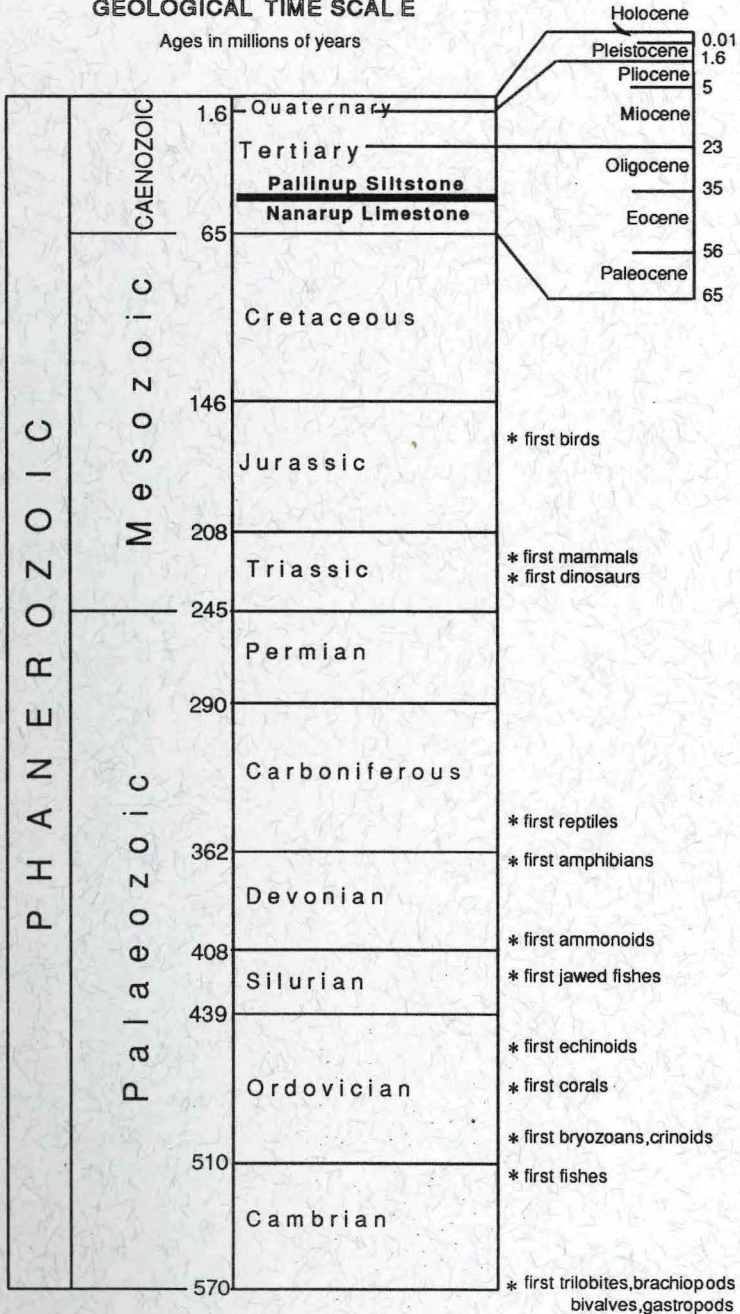 GEOLOGICAL TIME SCALE
Ages in millions of years
Holocene
0.01
Pleistocene
1.6
Pliocene
5
Miocene
23
Oligocene
35
Eocene
56
Paleocene
65
PHANEROZOIC
CAENOZOIC
1.6
Quaternary
Tertiary
Pallinup Siltstone
Nanarup Limestone
65
Mesozoic
Cretaceous
146
* first birds
Jurassic
208
* first mammals
Triassic
* first dinosaurs
245
Palaeozoic
Permian
290
Carboniferous
* first reptiles
362
* first amphibians
Devonian
* first ammonoids
408
Silurian
* first jawed fishes
439
* first echinoids
Ordovician
* first corals
* first bryozoans,crinoids
510
* first fishes
Cambrian
570
* first trilobites,brachiopods
bivalves,gastropods